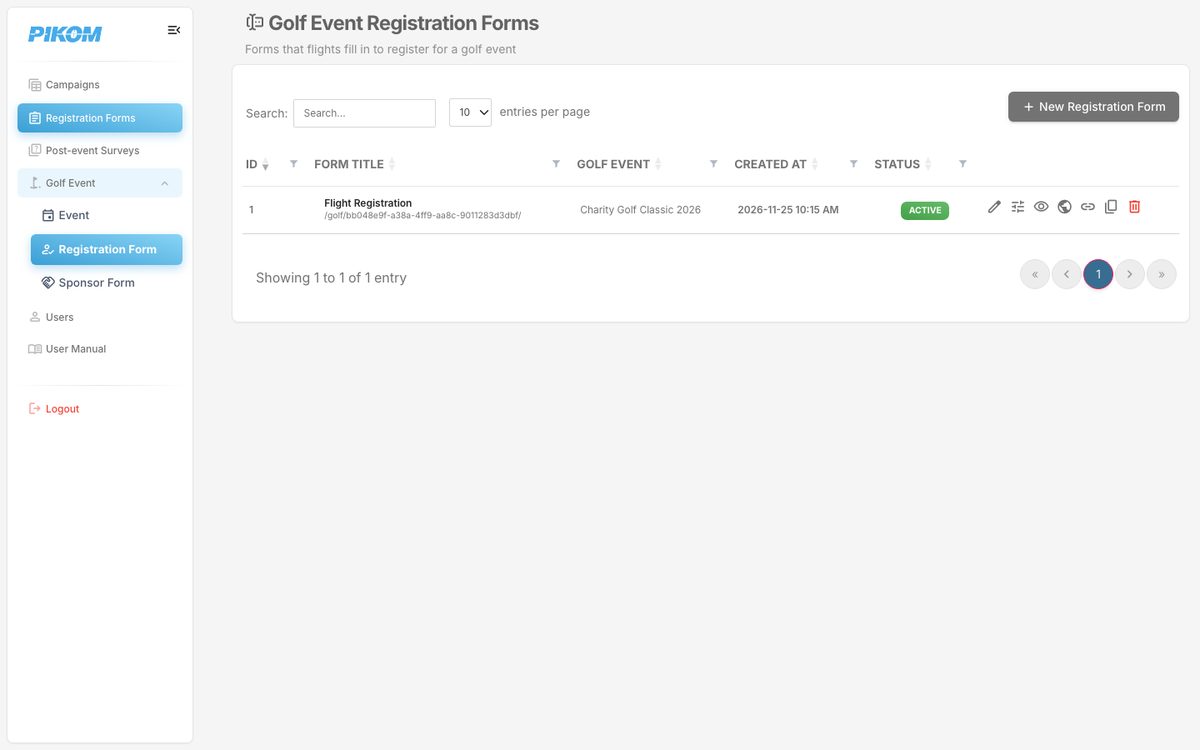 PIKOM
Campaigns
Registration Forms
Post-event Surveys
Golf Event
Event
Registration Form
Sponsor Form
Users
User Manual
Logout
Golf Event Registration Forms
Forms that flights fill in to register for a golf event
Search: Search... 10 entries per page
+ New Registration Form
ID FORM TITLE GOLF EVENT CREATED AT STATUS
1 Flight Registration Charity Golf Classic 2026 2026-11-25 10:15 AM ACTIVE
/golf/bb048e9f-a38a-4ff9-aa8c-9011283d3dbf/
Showing 1 to 1 of 1 entry
« ‹ 1 › »